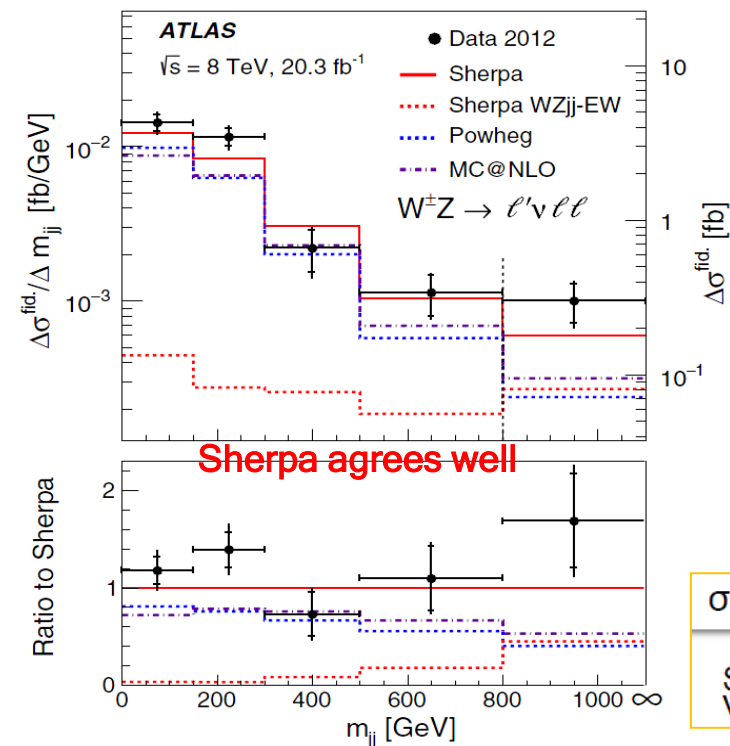 ATLAS
√s = 8 TeV, 20.3 fb⁻¹
Data 2012
Sherpa
Sherpa WZjj-EW
Powheg
MC@NLO
W±Z → ℓ′ν ℓℓ
Δσ^fid./Δ m_jj [fb/GeV]
10⁻²
10⁻³
Δσ^fid. [fb]
10
1
10⁻¹
Sherpa agrees well
Ratio to Sherpa
2
1
0
0 200 400 600 800 1000 ∞
m_jj [GeV]
σ